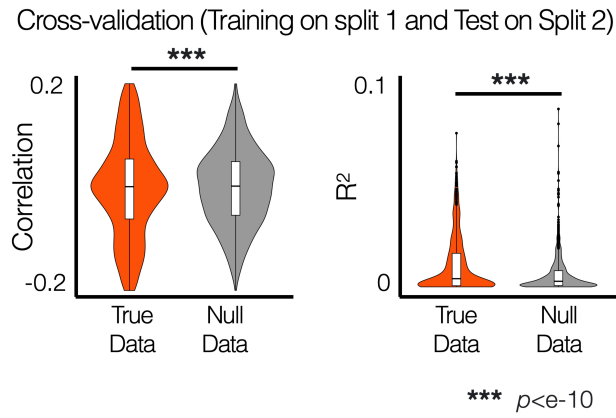 Cross-validation (Training on split 1 and Test on Split 2)
***
0.2
Correlation
-0.2
True Data
Null Data
***
0.1
R²
0
True Data
Null Data
*** p<e-10